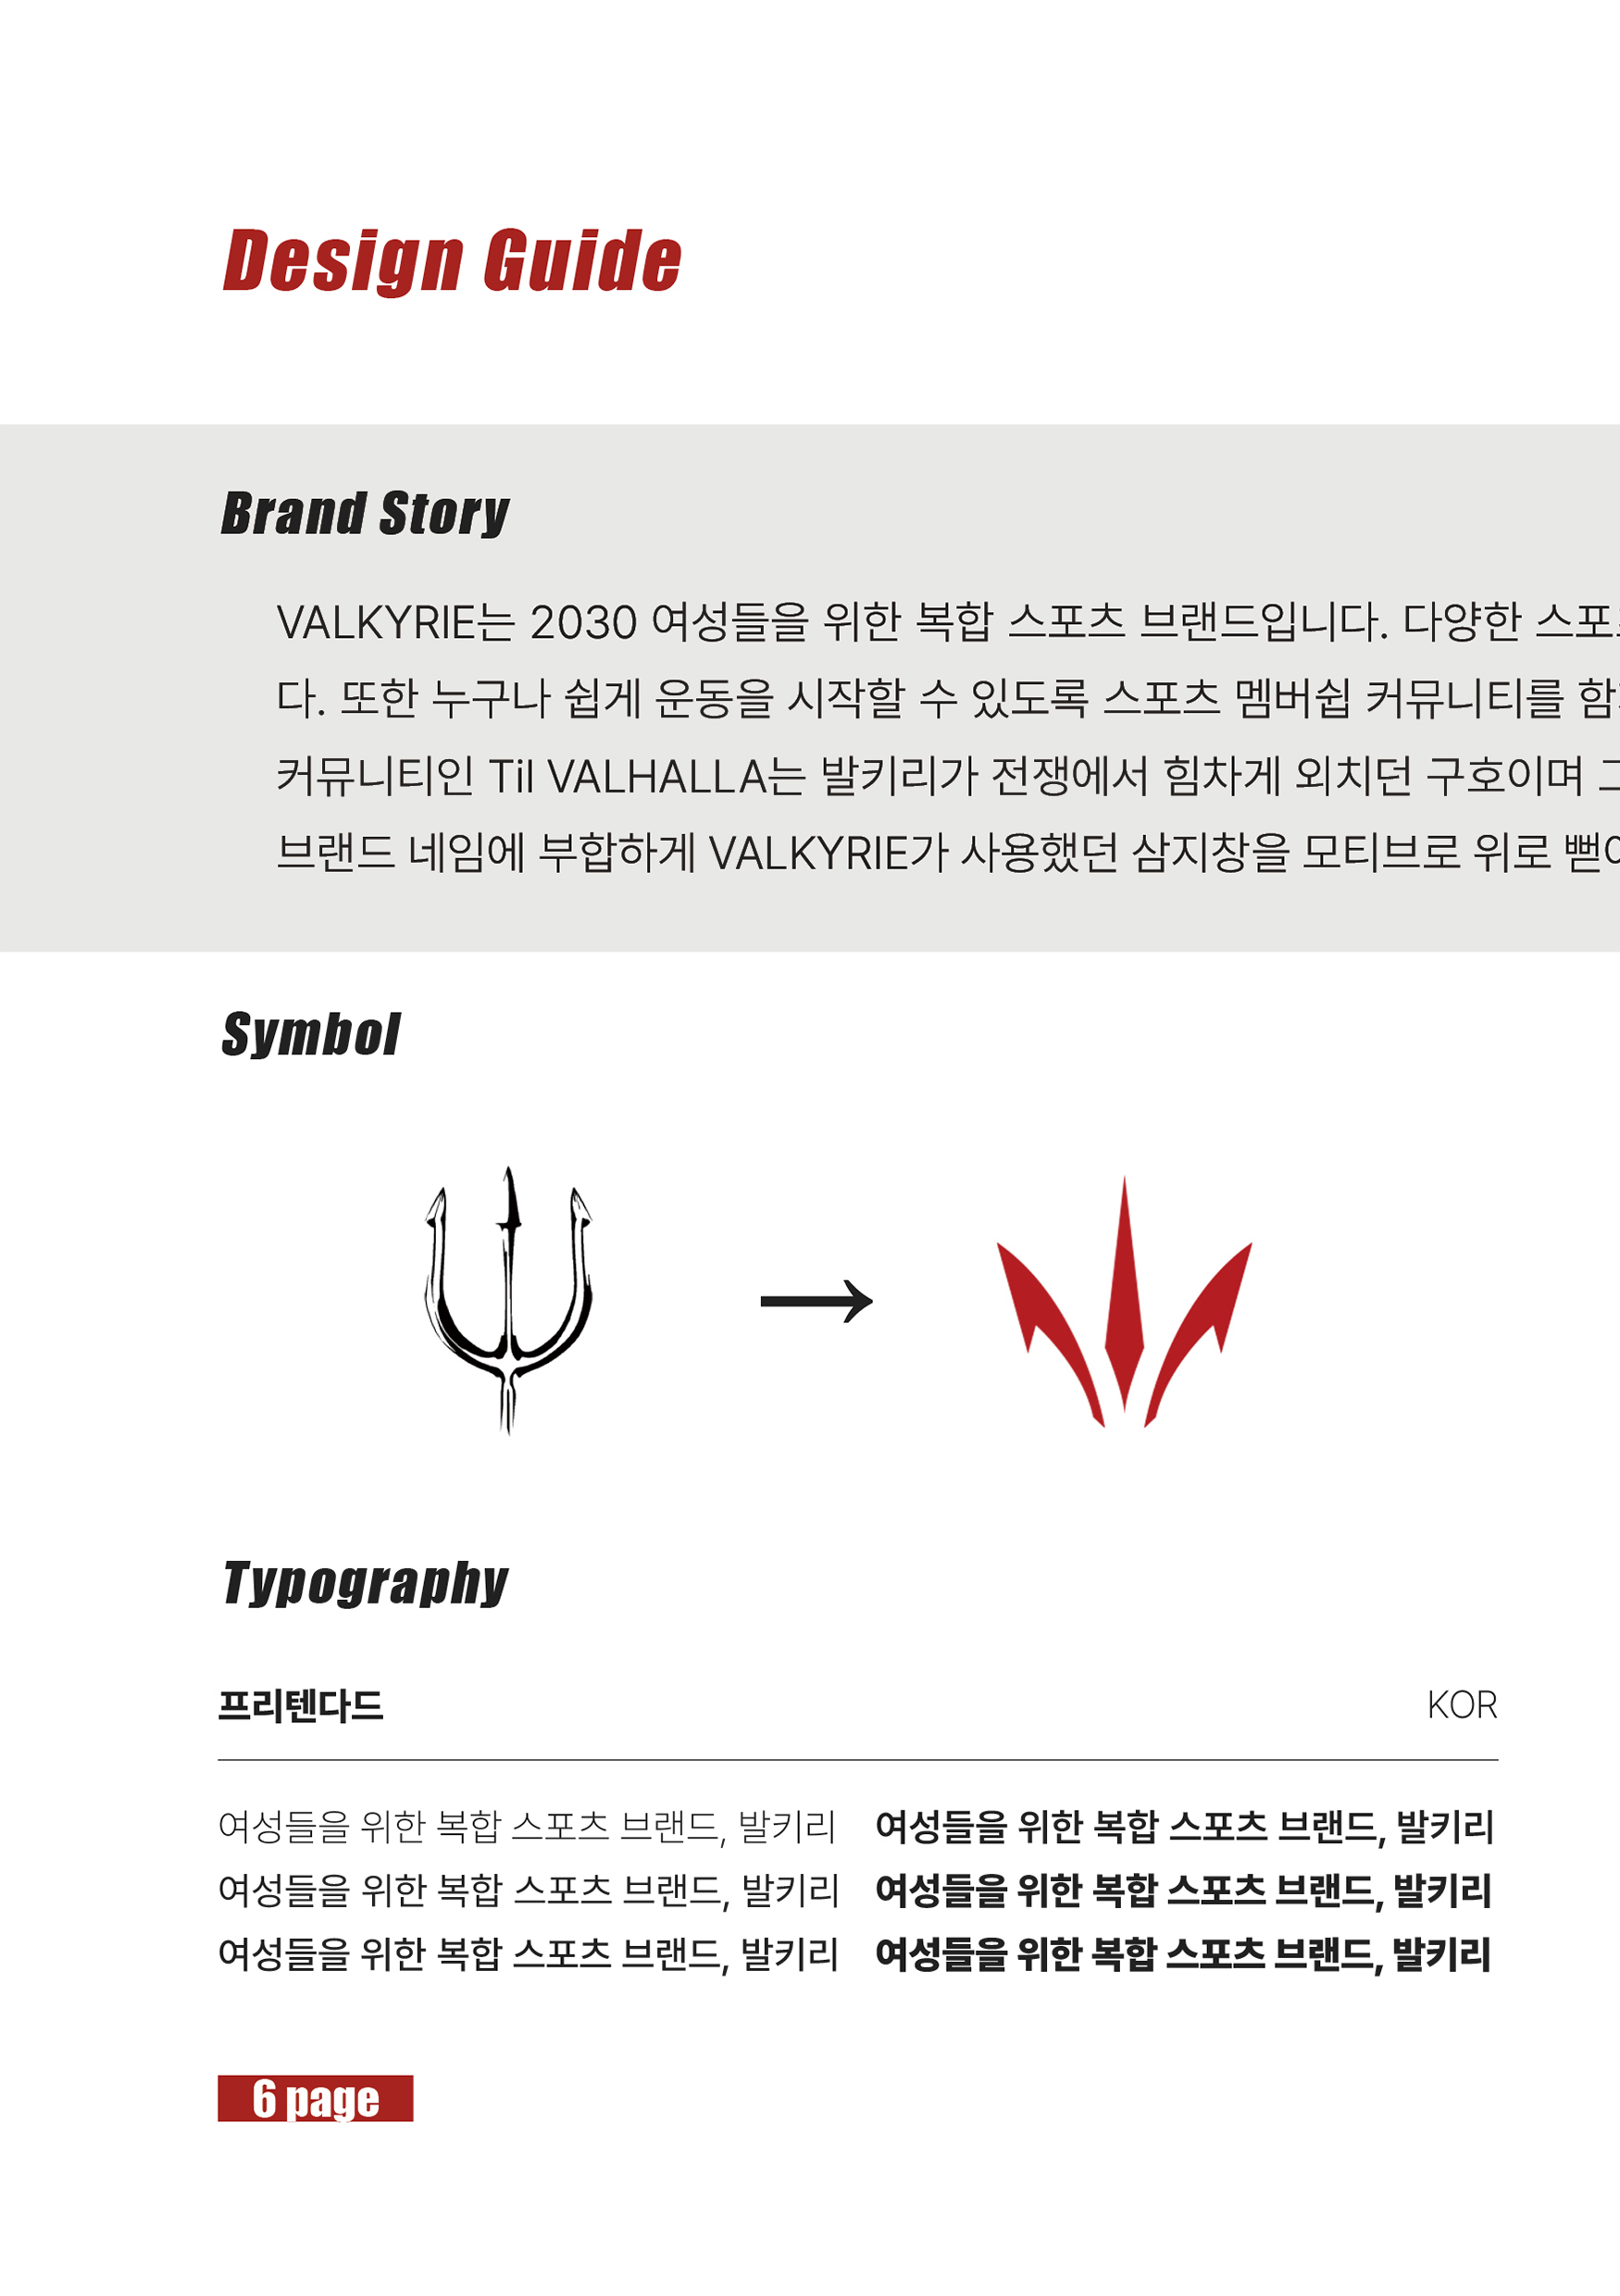 Design Guide
Brand Story
VALKYRIE는 2030 여성들을 위한 복합 스포츠 브랜드입니다. 다양한
다. 또한 누구나 쉽게 운동을 시작할 수 있도록 스포츠 멤버쉽 커뮤니티를
커뮤니티인 Til VALHALLA는 발키리가 전쟁에서 힘차게 외치던 구호이며
브랜드 네임에 부합하게 VALKYRIE가 사용했던 삼지창을 모티브로 위로
Symbol
Typography
프리텐다드 KOR
여성들을 위한 복합 스포츠 브랜드, 발키리 여성들을 위한 복합 스포츠 브랜드, 발키리
여성들을 위한 복합 스포츠 브랜드, 발키리 여성들을 위한 복합 스포츠 브랜드, 발키리
여성들을 위한 복합 스포츠 브랜드, 발키리 여성들을 위한 복합 스포츠 브랜드, 발키리
6 page